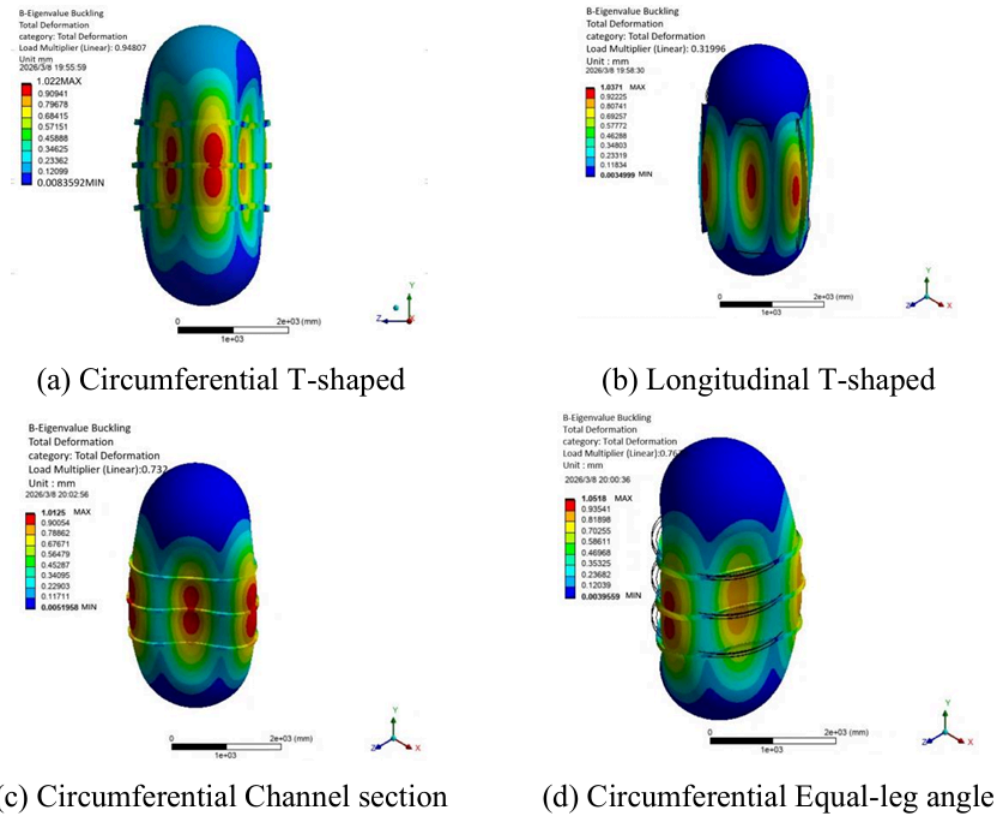 B-Eigenvalue Buckling
Total Deformation
category: Total Deformation
Load Multiplier (Linear): 0.94807
Unit mm
2026/3/8 19:55:59
1.022MAX
0.90941
0.79678
0.68415
0.57151
0.45888
0.34625
0.23362
0.12099
0.0083592MIN
0
2e+03 (mm)
1e+03
Y
Z
X
(a) Circumferential T-shaped
B-Eigenvalue Buckling
Total Deformation
category: Total Deformation
Load Multiplier (Linear): 0.31996
Unit : mm
2026/3/8 19:58:30
1.0371 MAX
0.92225
0.80741
0.69257
0.57772
0.46288
0.34803
0.23319
0.11834
0.0034999 MIN
0
2e+03 (mm)
1e+03
Y
Z
X
(b) Longitudinal T-shaped
B-Eigenvalue Buckling
Total Deformation
category: Total Deformation
Load Multiplier (Linear):0.732
Unit : mm
2026/3/8 20:02:56
1.0125 MAX
0.90054
0.78862
0.67671
0.56479
0.45287
0.34095
0.22903
0.11711
0.0051958 MIN
0
2e+03 (mm)
1e+03
Y
Z
X
(c) Circumferential Channel section
B-Eigenvalue Buckling
Total Deformation
category: Total Deformation
Load Multiplier (Linear):0.76
Unit : mm
2026/3/8 20:00:36
1.0518 MAX
0.93541
0.81898
0.70255
0.58611
0.46968
0.35325
0.23682
0.12039
0.0039559 MIN
0
2e+03 (mm)
1e+03
Y
Z
X
(d) Circumferential Equal-leg angle